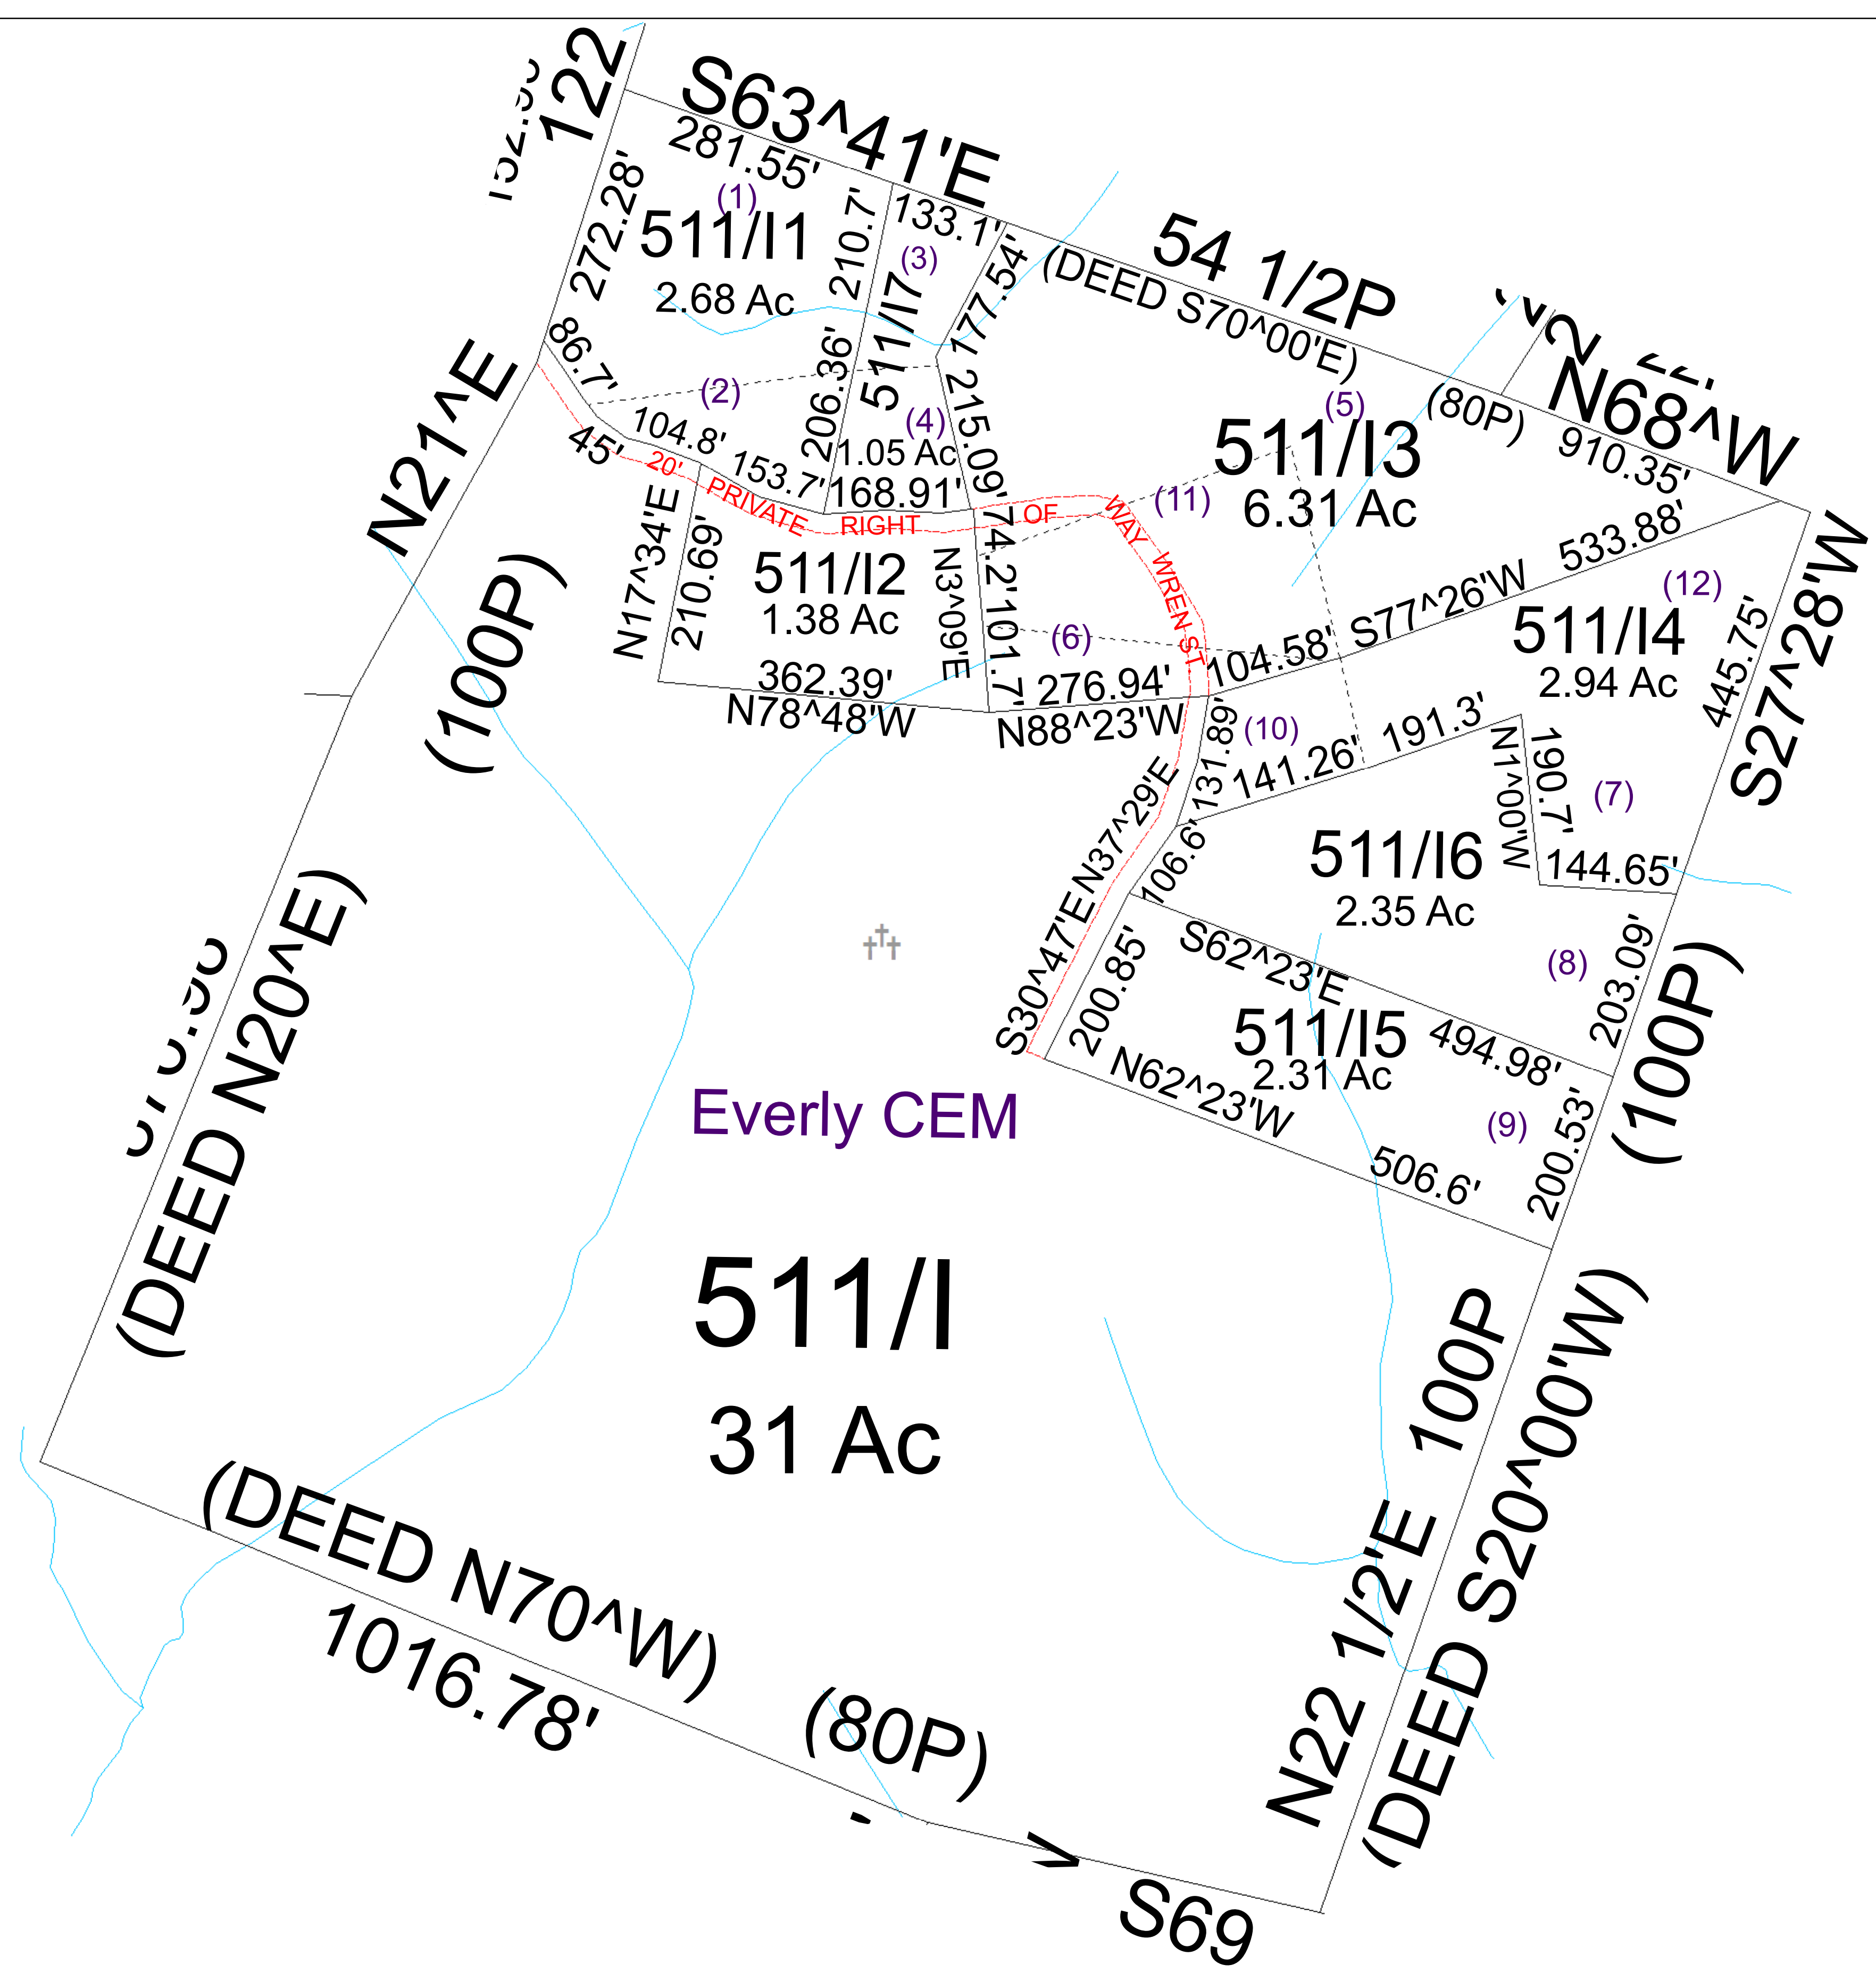 122
S63^41'E
281.55'
(1)
272.28'
511/I1
2.68 Ac
210.7'
133.1'
(3)
511/I7
177.54'
54 1/2P
(DEED S70^00'E)
N68^W
(80P)
910.35'
(5)
511/I3
6.31 Ac
86.7'
(2)
206.36'
(4)
1.05 Ac
215.09'
45'
104.8'
153.7'
168.91'
20'
PRIVATE
RIGHT
OF
WAY
WREN ST
(11)
N21^E
(100P)
N17^34'E
210.69'
511/I2
1.38 Ac
N3^09'E
74.2'
101.7'
(6)
362.39'
N78^48'W
276.94'
N88^23'W
104.58'
S77^26'W
533.88'
(12)
511/I4
2.94 Ac
445.75'
S27^28'W
131.89'
(10)
141.26'
191.3'
N1^00'W
190.7'
(7)
144.65'
N37^29'E
106.6'
511/I6
2.35 Ac
(8)
203.09'
S30^47'E
200.85'
S62^23'E
494.98'
511/I5
2.31 Ac
N62^23'W
506.6'
(9)
200.53'
(100P)
(DEED N20^E)
Everly CEM
511/I
31 Ac
N22 1/2'E 100P
(DEED S20^00'W)
(DEED N70^W)
1016.78'
(80P)
S69